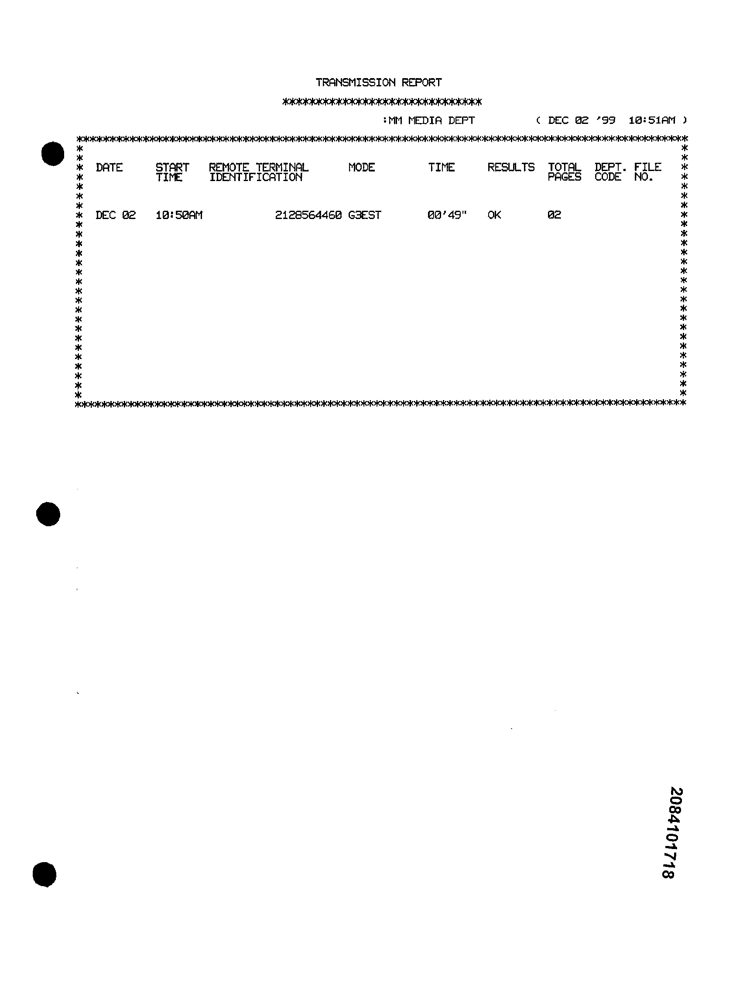 TRANSMISSION REPORT
******************************
:MM MEDIA DEPT ( DEC 02 '99 10:51AM )
DATE START TIME REMOTE TERMINAL IDENTIFICATION MODE TIME RESULTS TOTAL PAGES DEPT. CODE FILE NO.
DEC 02 10:50AM 2128564460 G3EST 00'49" OK 02
2084101718